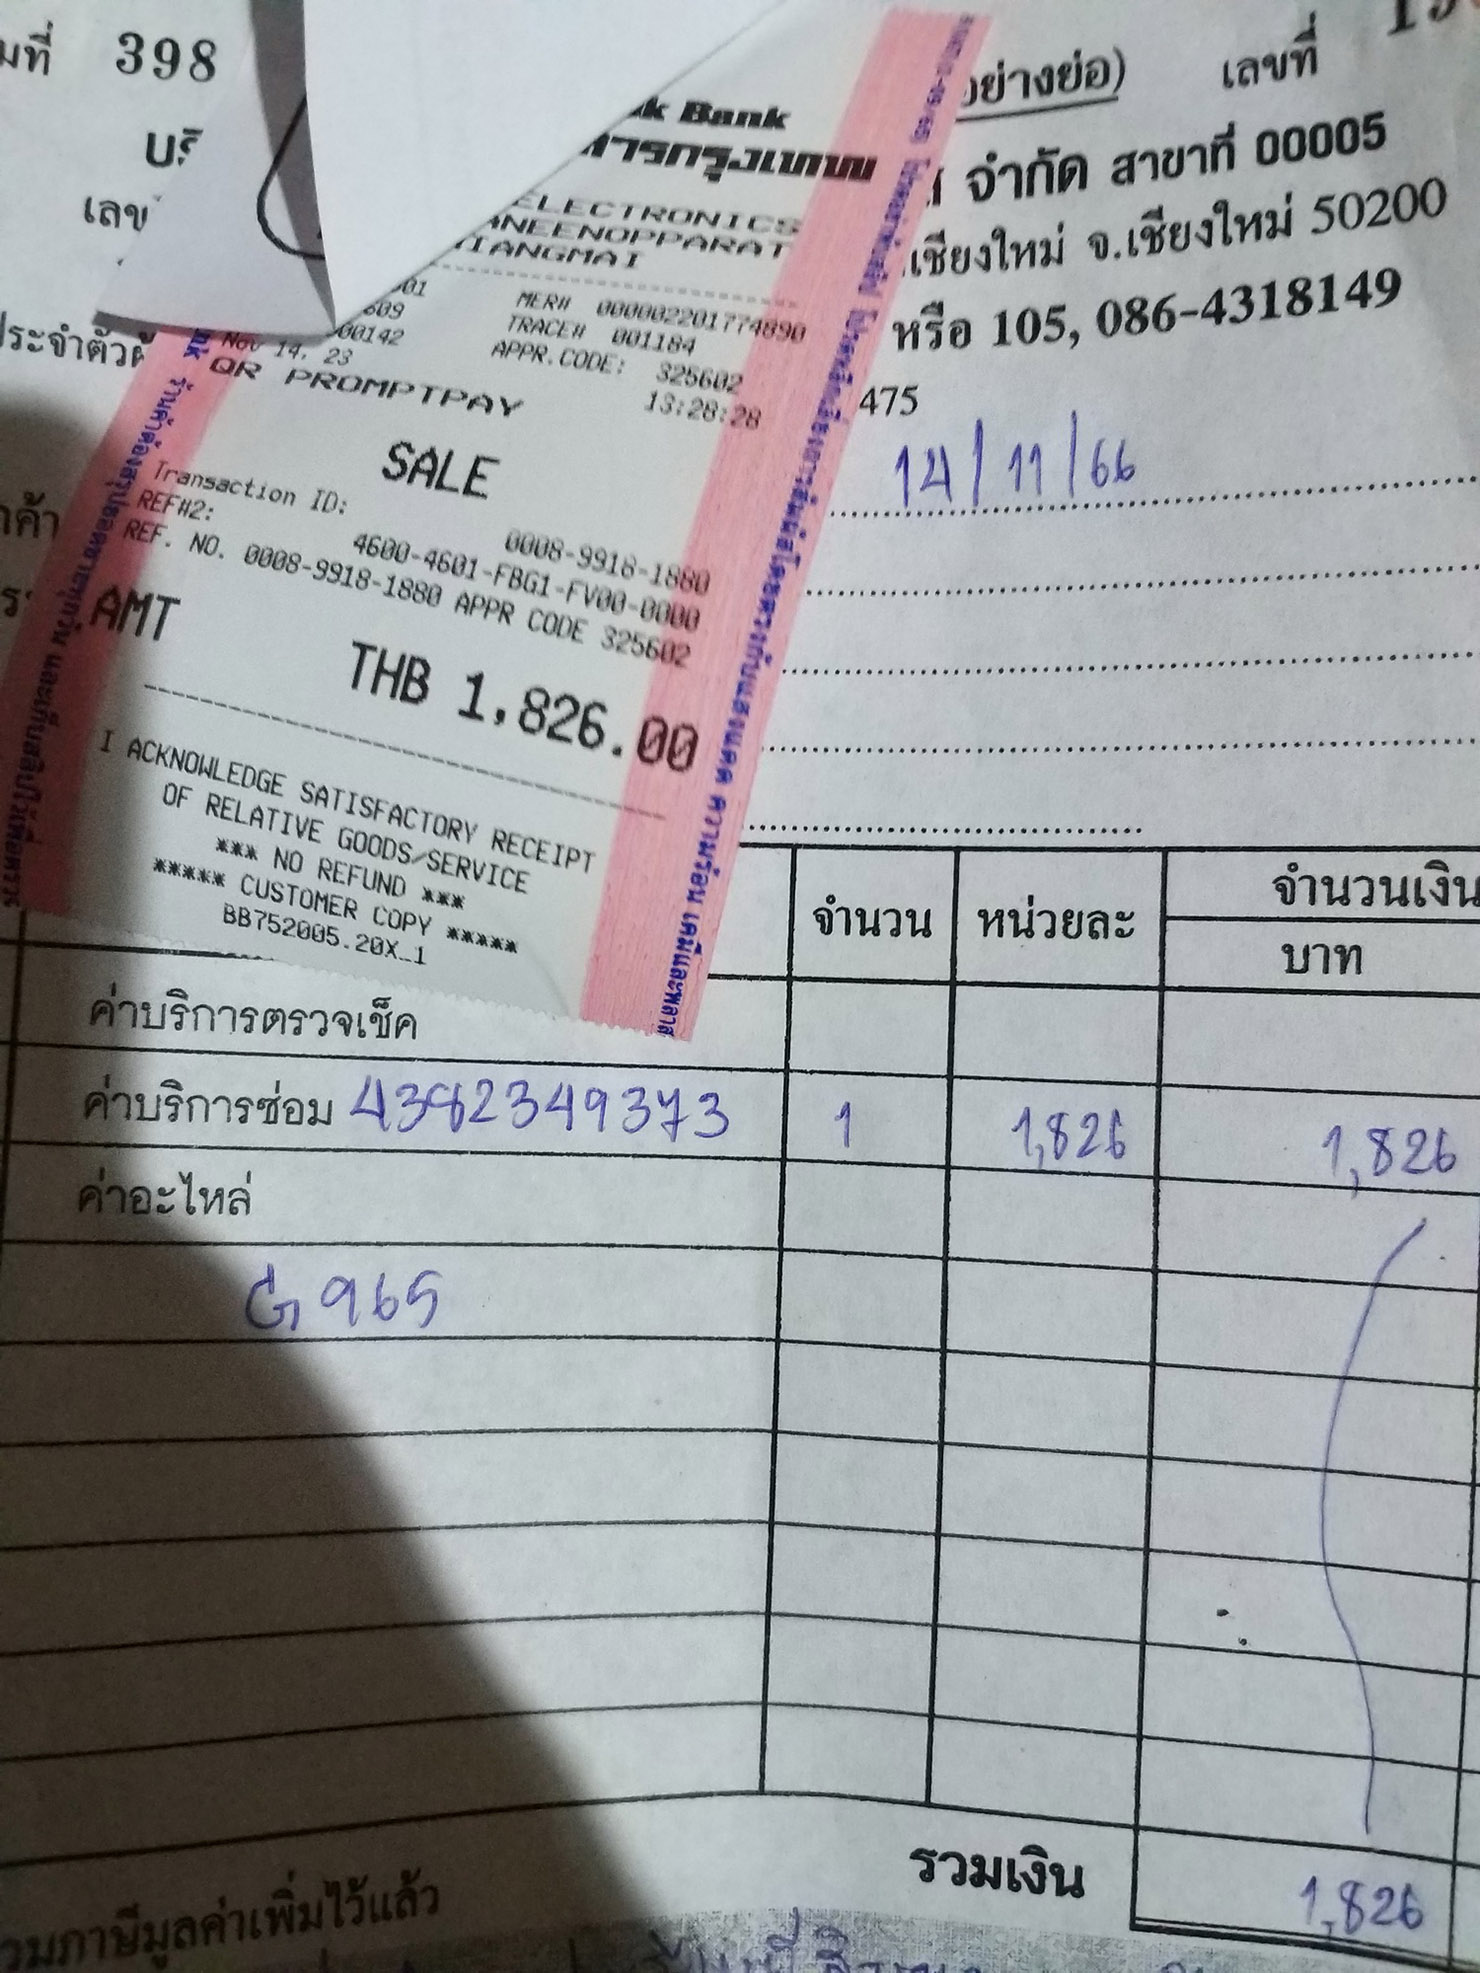 398
อย่างย่อ) เลขที่
จำกัด สาขาที่ 00005
เชียงใหม่ จ.เชียงใหม่ 50200
หรือ 105, 086-4318149
475
14/11/66
Bank
ELECTRONICS
MER# 000002201774890
TRACE# 001184
APPR.CODE: 325602
Nov 14, 23 13:28:28
QR PROMPTPAY
SALE
Transaction ID: 0008-9918-1880
REF#2: 4600-4601-FBG1-FV00-0000
REF. NO. 0008-9918-1880 APPR CODE 325602
AMT THB 1,826.00
I ACKNOWLEDGE SATISFACTORY RECEIPT
OF RELATIVE GOODS/SERVICE
*** NO REFUND ***
***** CUSTOMER COPY *****
BB752005.20X_1
จำนวน หน่วยละ จำนวนเงิน
บาท
ค่าบริการตรวจเช็ค
ค่าบริการซ่อม 4382349373 1 1,826 1,826
ค่าอะไหล่
G965
รวมเงิน 1,826
วมภาษีมูลค่าเพิ่มไว้แล้ว